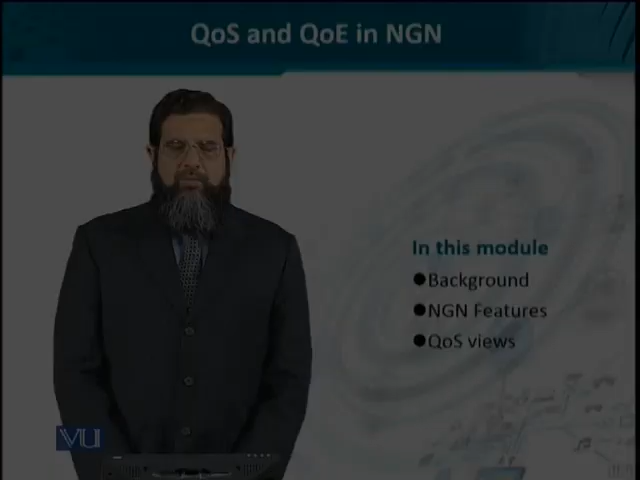 QoS and QoE in NGN
In this module
●Background
●NGN Features
●QoS views
VU